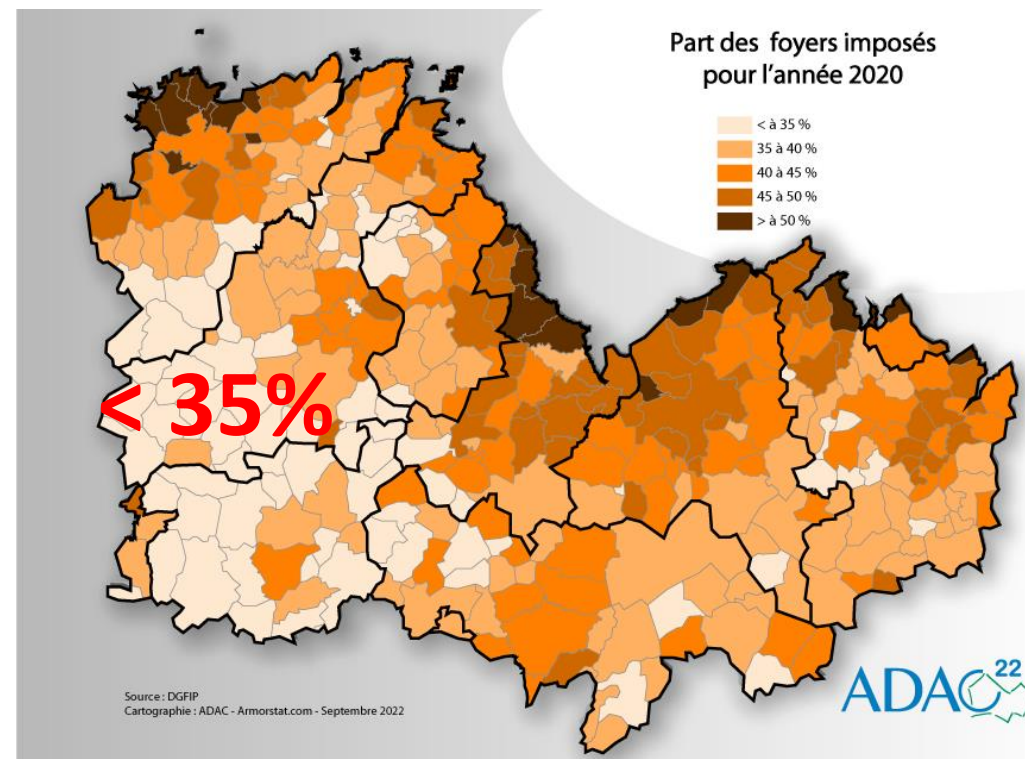 Part des foyers imposés
pour l'année 2020
< à 35 %
35 à 40 %
40 à 45 %
45 à 50 %
> à 50 %
< 35%
Source : DGFIP
Cartographie : ADAC - Armorstat.com - Septembre 2022
ADAC 22